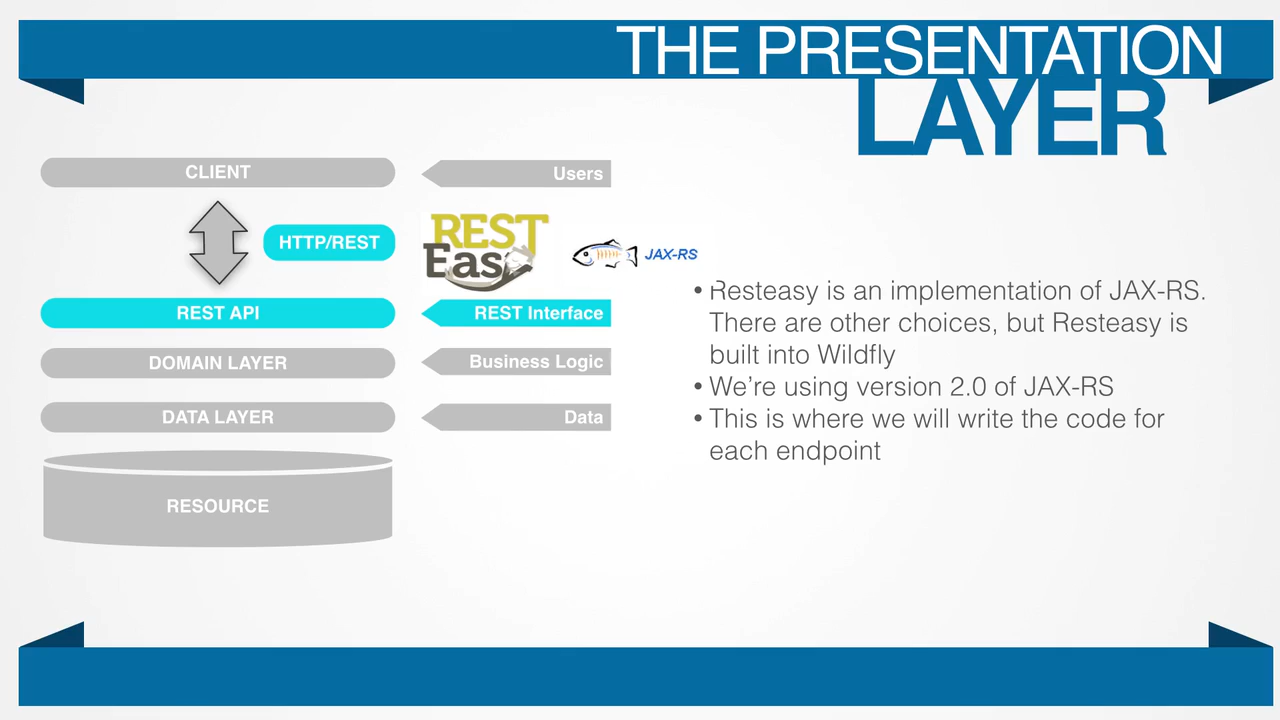 THE PRESENTATION
LAYER
CLIENT
Users
HTTP/REST
REST
Easy
JAX-RS
REST API
REST Interface
DOMAIN LAYER
Business Logic
DATA LAYER
Data
RESOURCE
• Resteasy is an implementation of JAX-RS.
There are other choices, but Resteasy is
built into Wildfly
• We're using version 2.0 of JAX-RS
• This is where we will write the code for
each endpoint